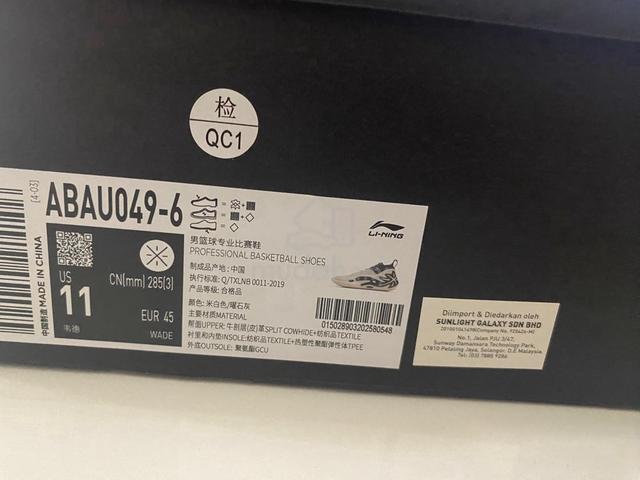 检
QC1
[4-03]
ABAU049-6
男篮球专业比赛鞋
PROFESSIONAL BASKETBALL SHOES
LI-NING
制成品产地: 中国
执行标准: Q/TXLNB 0011-2019
产品等级: 合格品
颜色: 米白色/曜石灰
主要材质MATERIAL
帮面UPPER: 牛剖层(皮)革SPLIT COWHIDE+纺织品TEXTILE
衬里和内垫INSOLE: 纺织品TEXTILE+热塑性聚酯弹性体TPEE
外底OUTSOLE: 聚氨酯GCU
US
11
韦德
CN(mm) 285(3)
EUR 45
WADE
中国制造 MADE IN CHINA
015028903202580548
Diimport & Diedarkan oleh
SUNLIGHT GALAXY SDN BHD
No.1, Jalan PJU 3/47,
Sunway Damansara Technology Park,
47810 Petaling Jaya, Selangor. D.E Malaysia.
Tel: (03) 7885 9286